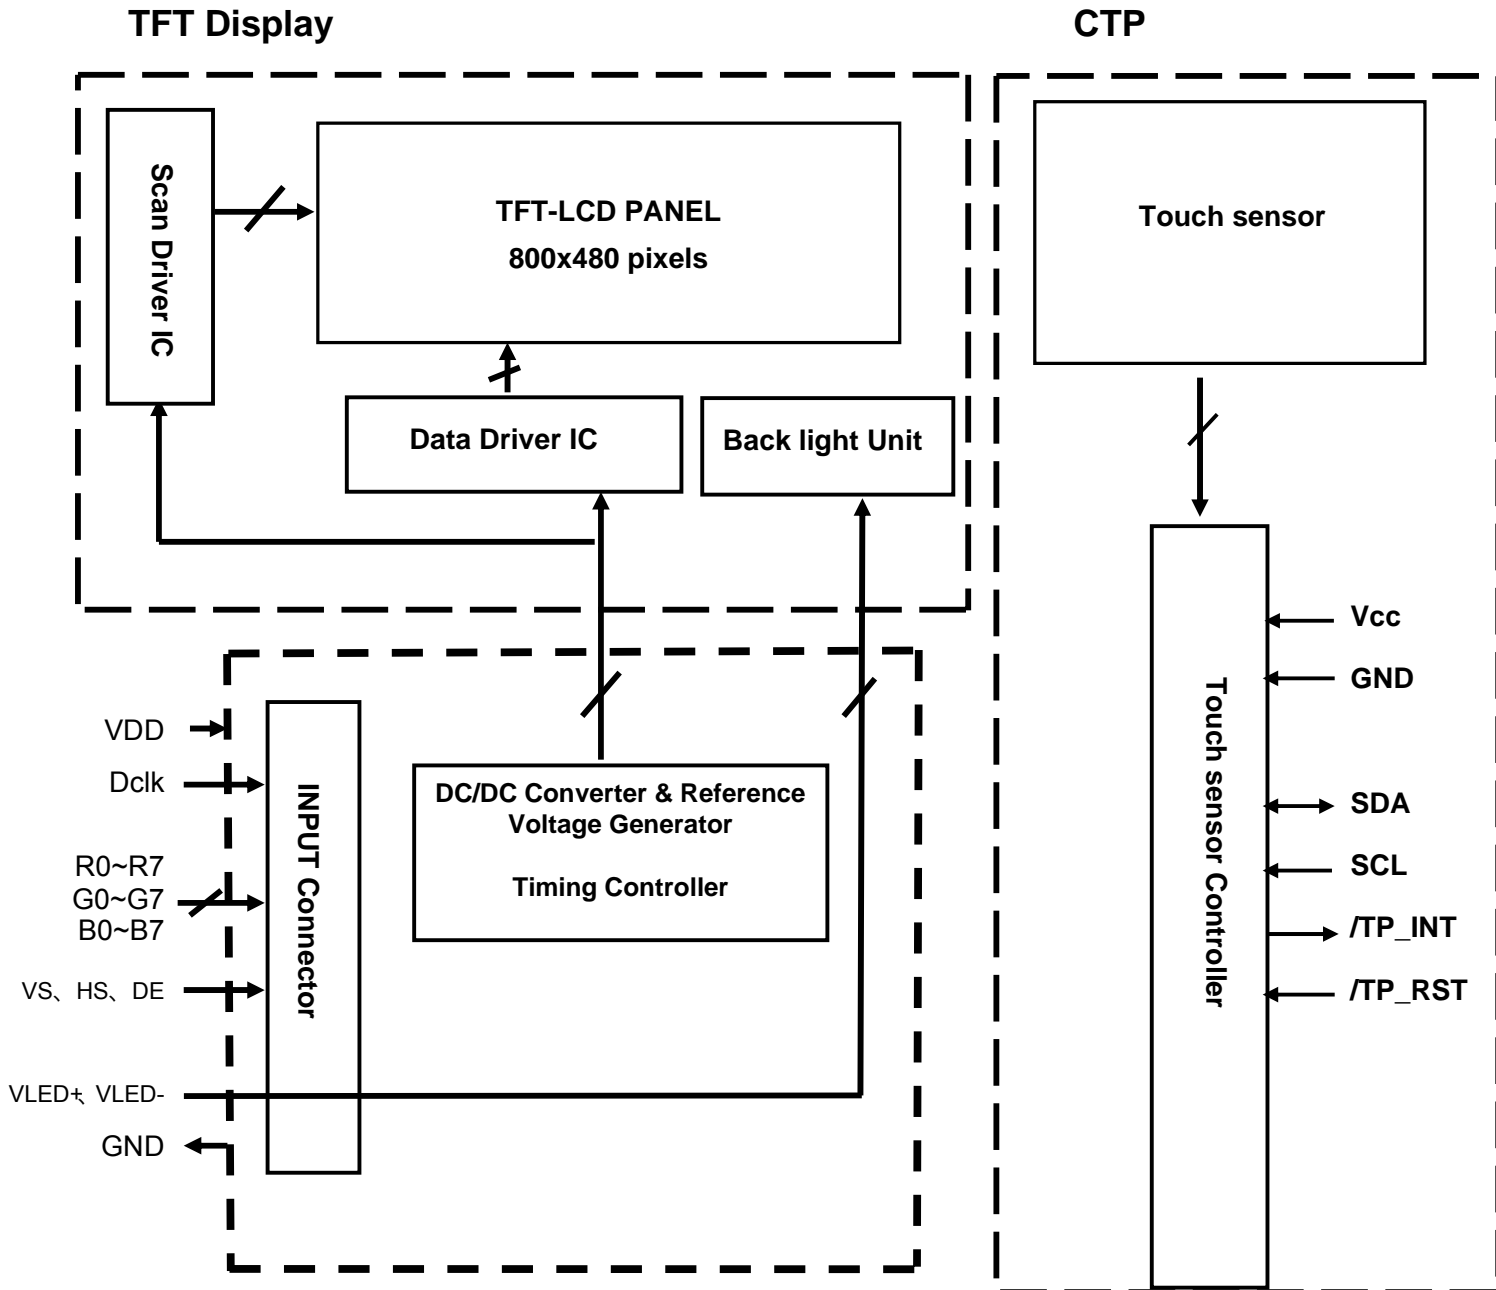 TFT Display
CTP
Scan Driver IC
TFT-LCD PANEL
800x480 pixels
Touch sensor
Data Driver IC
Back light Unit
VDD
Dclk
R0~R7
G0~G7
B0~B7
VS、HS、DE
VLED+、VLED-
GND
INPUT Connector
DC/DC Converter & Reference
Voltage Generator
Timing Controller
Touch sensor Controller
Vcc
GND
SDA
SCL
/TP_INT
/TP_RST